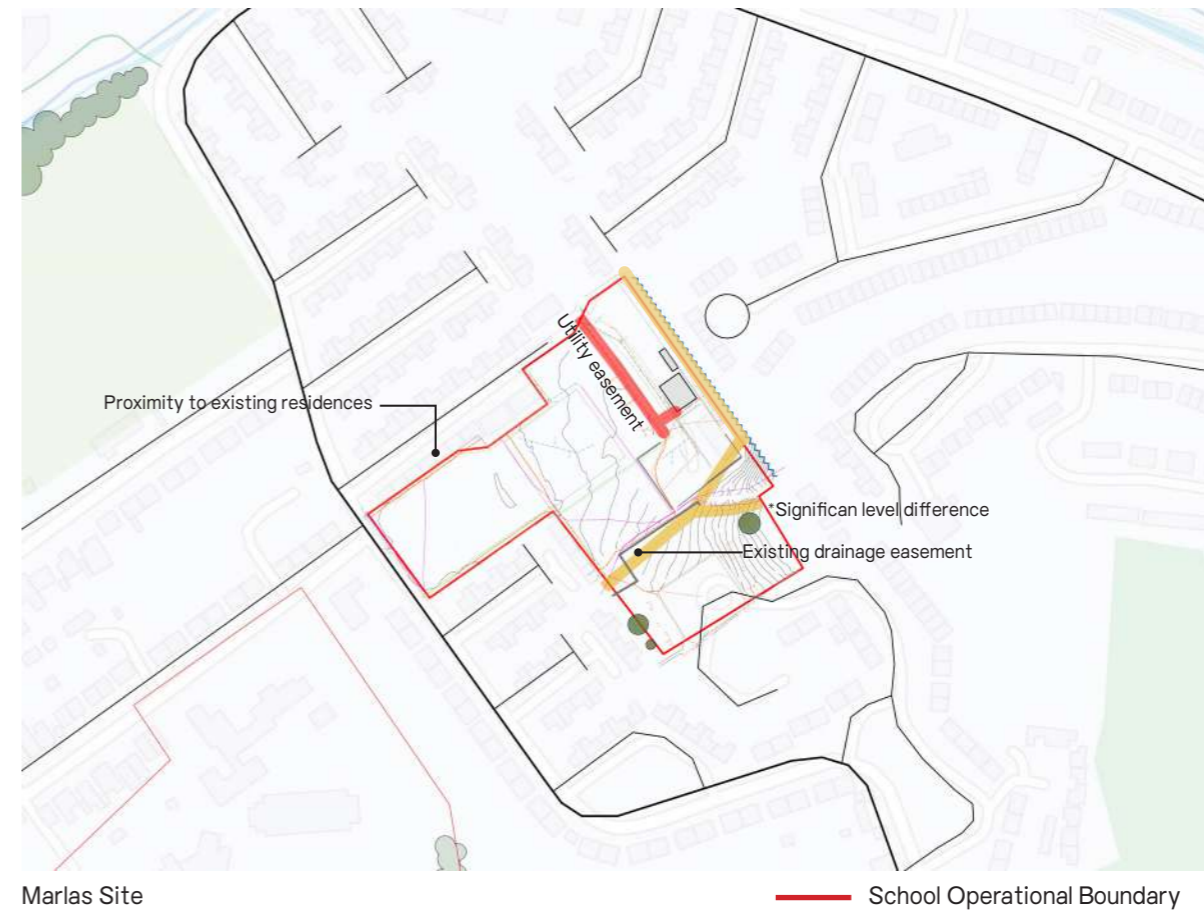 Utility easement
Proximity to existing residences
*Significan level difference
Existing drainage easement
Marlas Site
School Operational Boundary